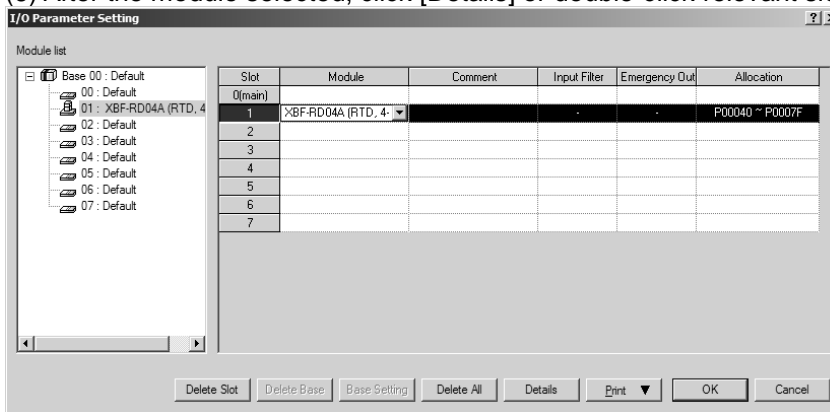 (3) After the module selected, click [Details] or double-click relevant
I/O Parameter Setting
Module list
Base 00 : Default
00 : Default
01 : XBF-RD04A (RTD, 4
02 : Default
03 : Default
04 : Default
05 : Default
06 : Default
07 : Default
Slot Module Comment Input Filter Emergency Out Allocation
0(main)
1 XBF-RD04A (RTD, 4- - - P00040 ~ P0007F
2
3
4
5
6
7
Delete Slot Delete Base Base Setting Delete All Details Print ▼ OK Cancel